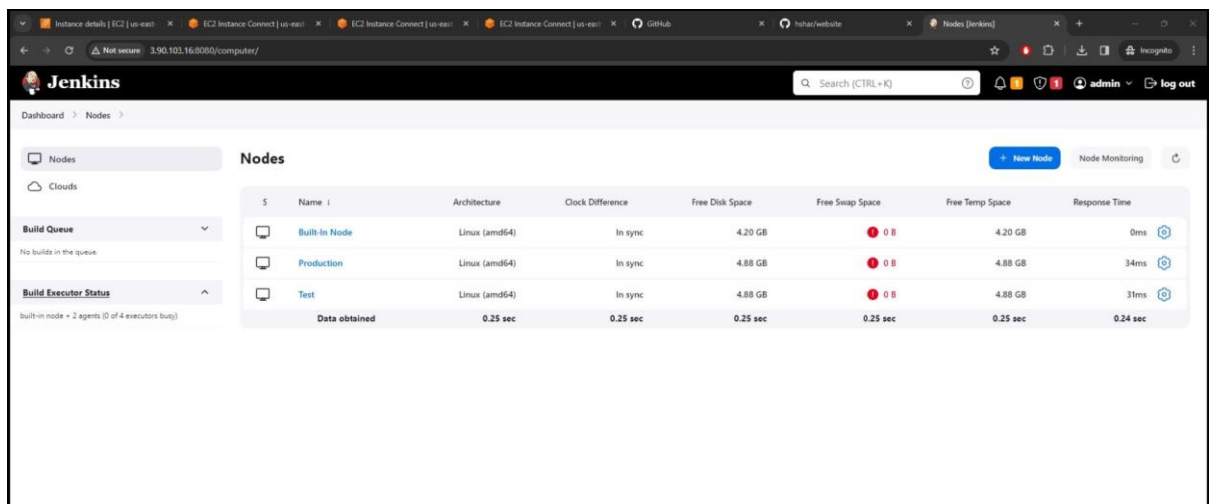 Instance details | EC2 | us-east-
EC2 Instance Connect | us-east
EC2 Instance Connect | us-east
EC2 Instance Connect | us-east
GitHub
hshar/website
Nodes [Jenkins]
Not secure 3.90.103.16:8080/computer/
Incognito
Jenkins
Search (CTRL+K)
1
1
admin
log out
Dashboard > Nodes >
Nodes
Clouds
Build Queue
No builds in the queue.
Build Executor Status
built-in node + 2 agents (0 of 4 executors busy)
Nodes
+ New Node
Node Monitoring
S Name ↓ Architecture Clock Difference Free Disk Space Free Swap Space Free Temp Space Response Time
Built-In Node Linux (amd64) In sync 4.20 GB 0 B 4.20 GB 0ms
Production Linux (amd64) In sync 4.88 GB 0 B 4.88 GB 34ms
Test Linux (amd64) In sync 4.88 GB 0 B 4.88 GB 31ms
Data obtained 0.25 sec 0.25 sec 0.25 sec 0.25 sec 0.25 sec 0.24 sec